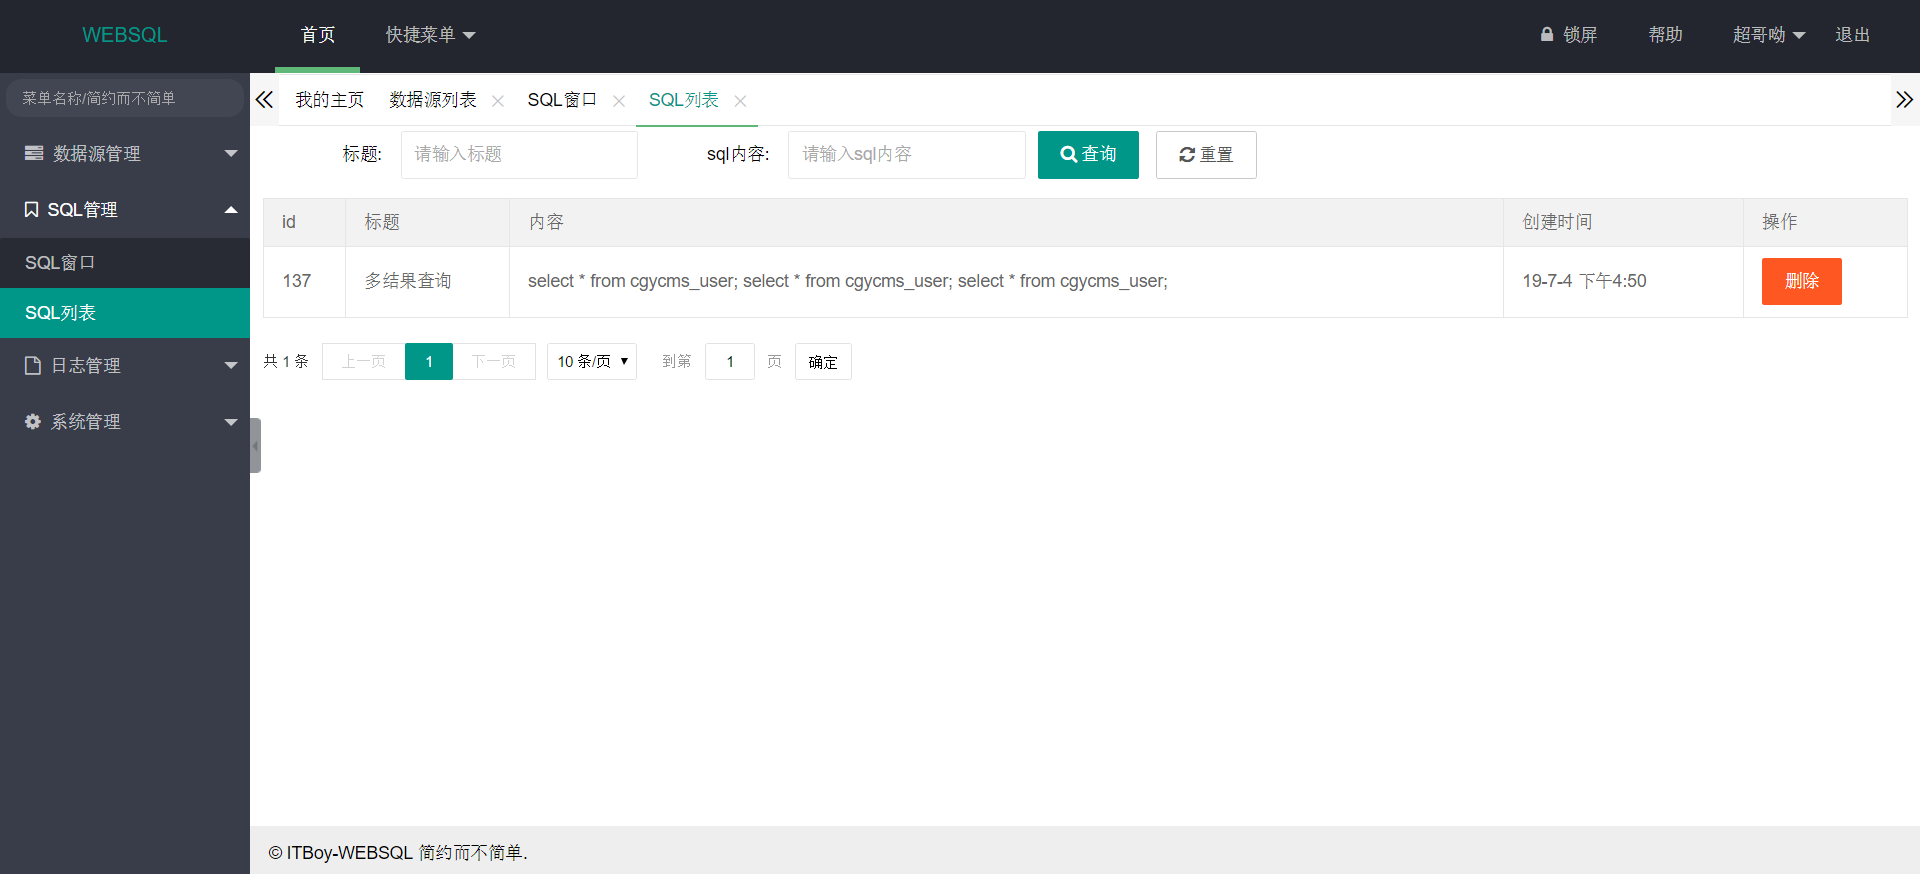 WEBSQL 首页 快捷菜单 锁屏 帮助 超哥呦 退出
菜单名称/简约而不简单
数据源管理
SQL管理
SQL窗口
SQL列表
日志管理
系统管理
我的主页 数据源列表 SQL窗口 SQL列表
标题: 请输入标题 sql内容: 请输入sql内容 查询 重置
id 标题 内容 创建时间 操作
137 多结果查询 select * from cgycms_user; select * from cgycms_user; select * from cgycms_user; 19-7-4 下午4:50 删除
共 1 条 上一页 1 下一页 10 条/页 到第 1 页 确定
© ITBoy-WEBSQL 简约而不简单.